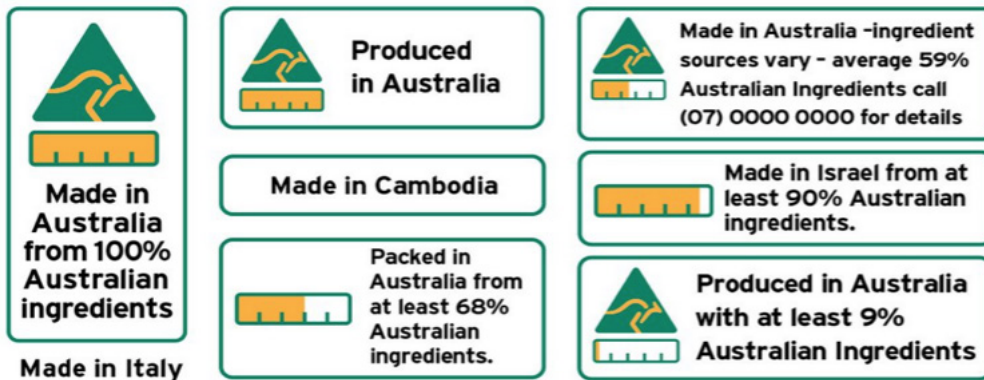 Made in
Australia
from 100%
Australian
ingredients
Made in Italy
Produced
in Australia
Made in Cambodia
Packed in
Australia from
at least 68%
Australian
ingredients.
Made in Australia -ingredient
sources vary - average 59%
Australian Ingredients call
(07) 0000 0000 for details
Made in Israel from at
least 90% Australian
ingredients.
Produced in Australia
with at least 9%
Australian Ingredients